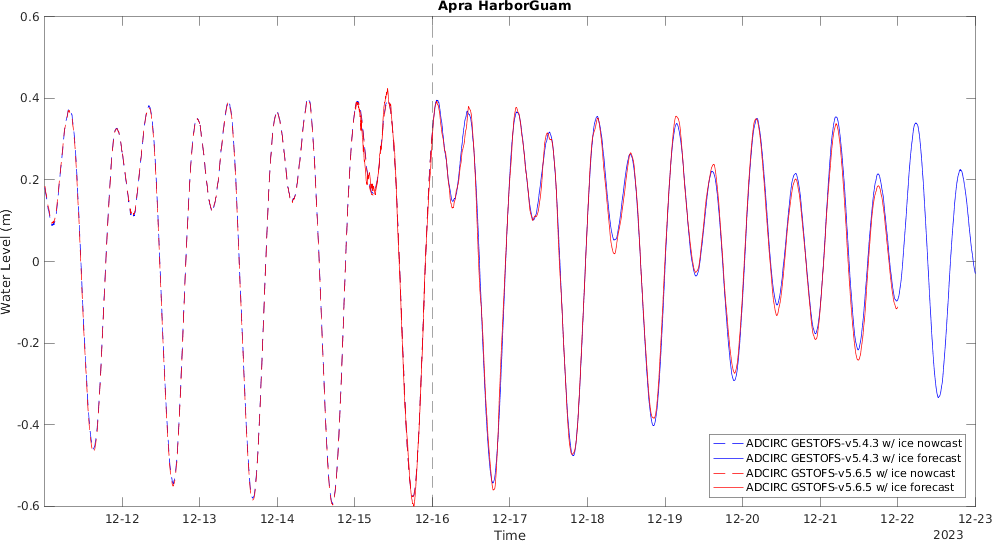 Apra HarborGuam
0.6
0.4
0.2
0
-0.2
-0.4
-0.6
Water Level (m)
ADCIRC GESTOFS-v5.4.3 w/ ice nowcast
ADCIRC GESTOFS-v5.4.3 w/ ice forecast
ADCIRC GSTOFS-v5.6.5 w/ ice nowcast
ADCIRC GSTOFS-v5.6.5 w/ ice forecast
12-12 12-13 12-14 12-15 12-16 12-17 12-18 12-19 12-20 12-21 12-22 12-23
Time
2023